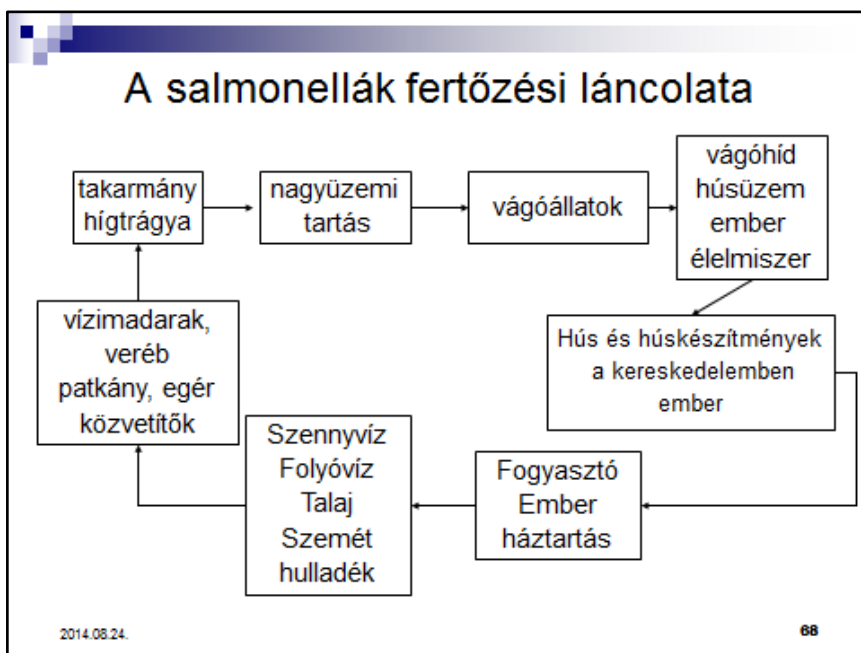 A salmonellák fertőzési láncolata
takarmány
hígtrágya
nagyüzemi
tartás
vágóállatok
vágóhíd
húsüzem
ember
élelmiszer
Hús és húskészítmények
a kereskedelemben
ember
Fogyasztó
Ember
háztartás
Szennyvíz
Folyóvíz
Talaj
Szemét
hulladék
vízimadarak,
veréb
patkány, egér
közvetítők
2014.08.24.
68